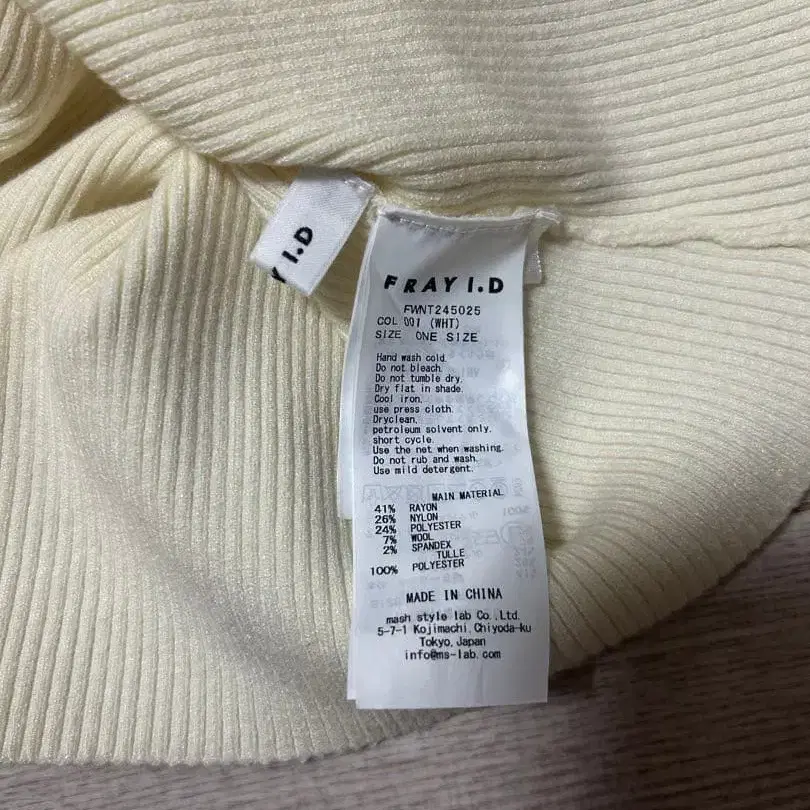 Y I.D
FRAY I.D
FWNT245025
COL 001 (WHT)
SIZE ONE SIZE
Hand wash cold.
Do not bleach.
Do not tumble dry.
Dry flat in shade.
Cool iron.
use press cloth.
Dryclean,
petroleum solvent only.
short cycle.
Use the net when washing.
Do not rub and wash.
Use mild detergent.
MAIN MATERIAL
41% RAYON
26% NYLON
24% POLYESTER
7% WOOL
2% SPANDEX
TULLE
100% POLYESTER
MADE IN CHINA
mash style lab Co.,Ltd.
5-7-1 Kojimachi,Chiyoda-ku
Tokyo,Japan
info@ms-lab.com